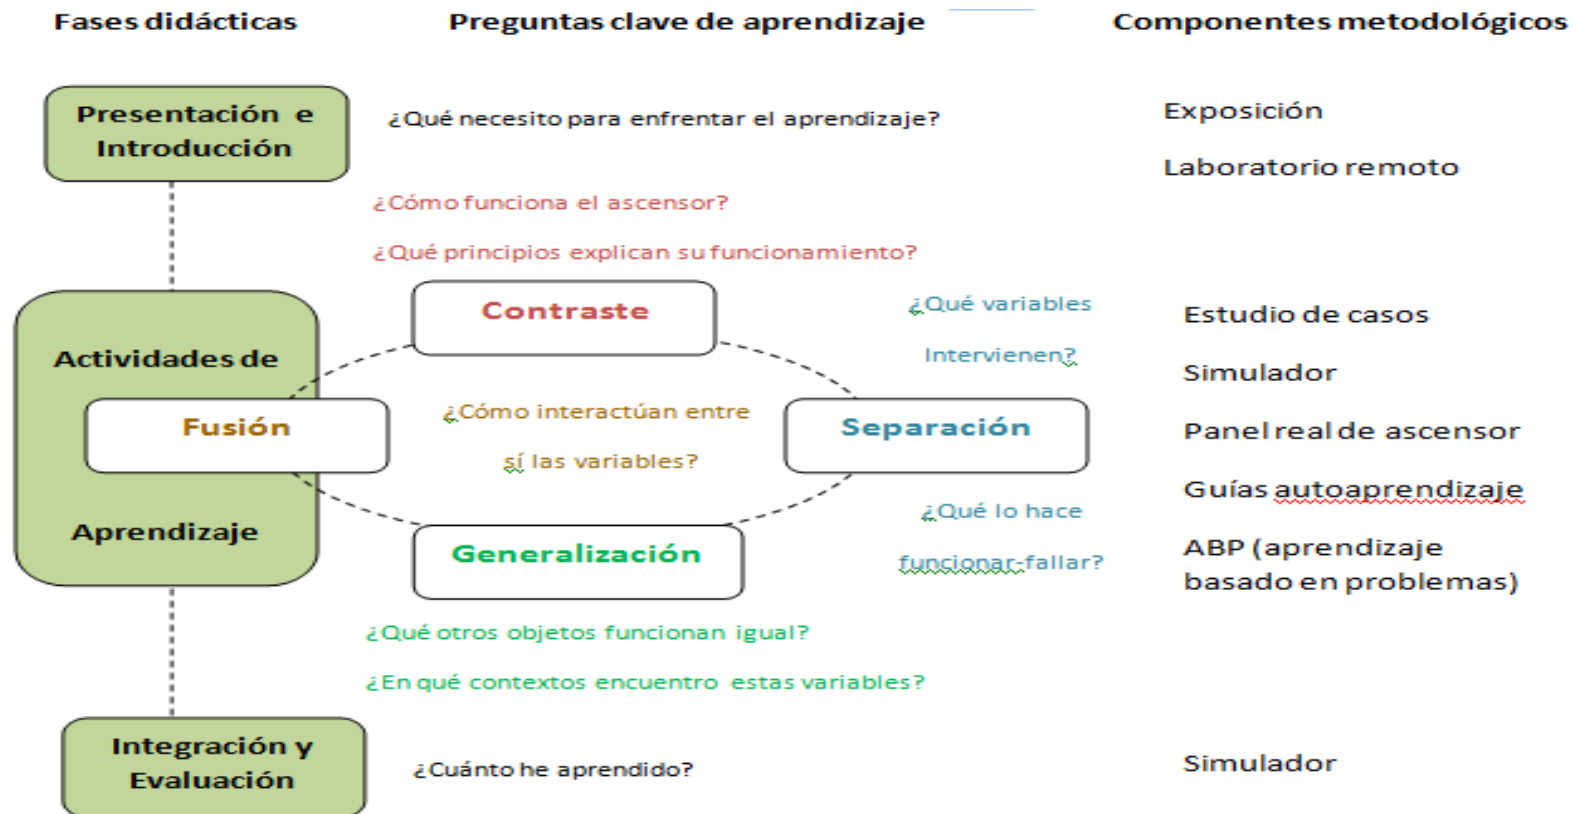 Fases didácticas
Preguntas clave de aprendizaje
Componentes metodológicos
Presentación e
Introducción
¿Qué necesito para enfrentar el aprendizaje?
Exposición
Laboratorio remoto
¿Cómo funciona el ascensor?
¿Qué principios explican su funcionamiento?
Contraste
¿Qué variables
Intervienen?
Actividades de
Aprendizaje
Fusión
¿Cómo interactúan entre
sí las variables?
Separación
¿Qué lo hace
funcionar-fallar?
Generalización
¿Qué otros objetos funcionan igual?
¿En qué contextos encuentro estas variables?
Estudio de casos
Simulador
Panel real de ascensor
Guías autoaprendizaje
ABP (aprendizaje
basado en problemas)
Integración y
Evaluación
¿Cuánto he aprendido?
Simulador